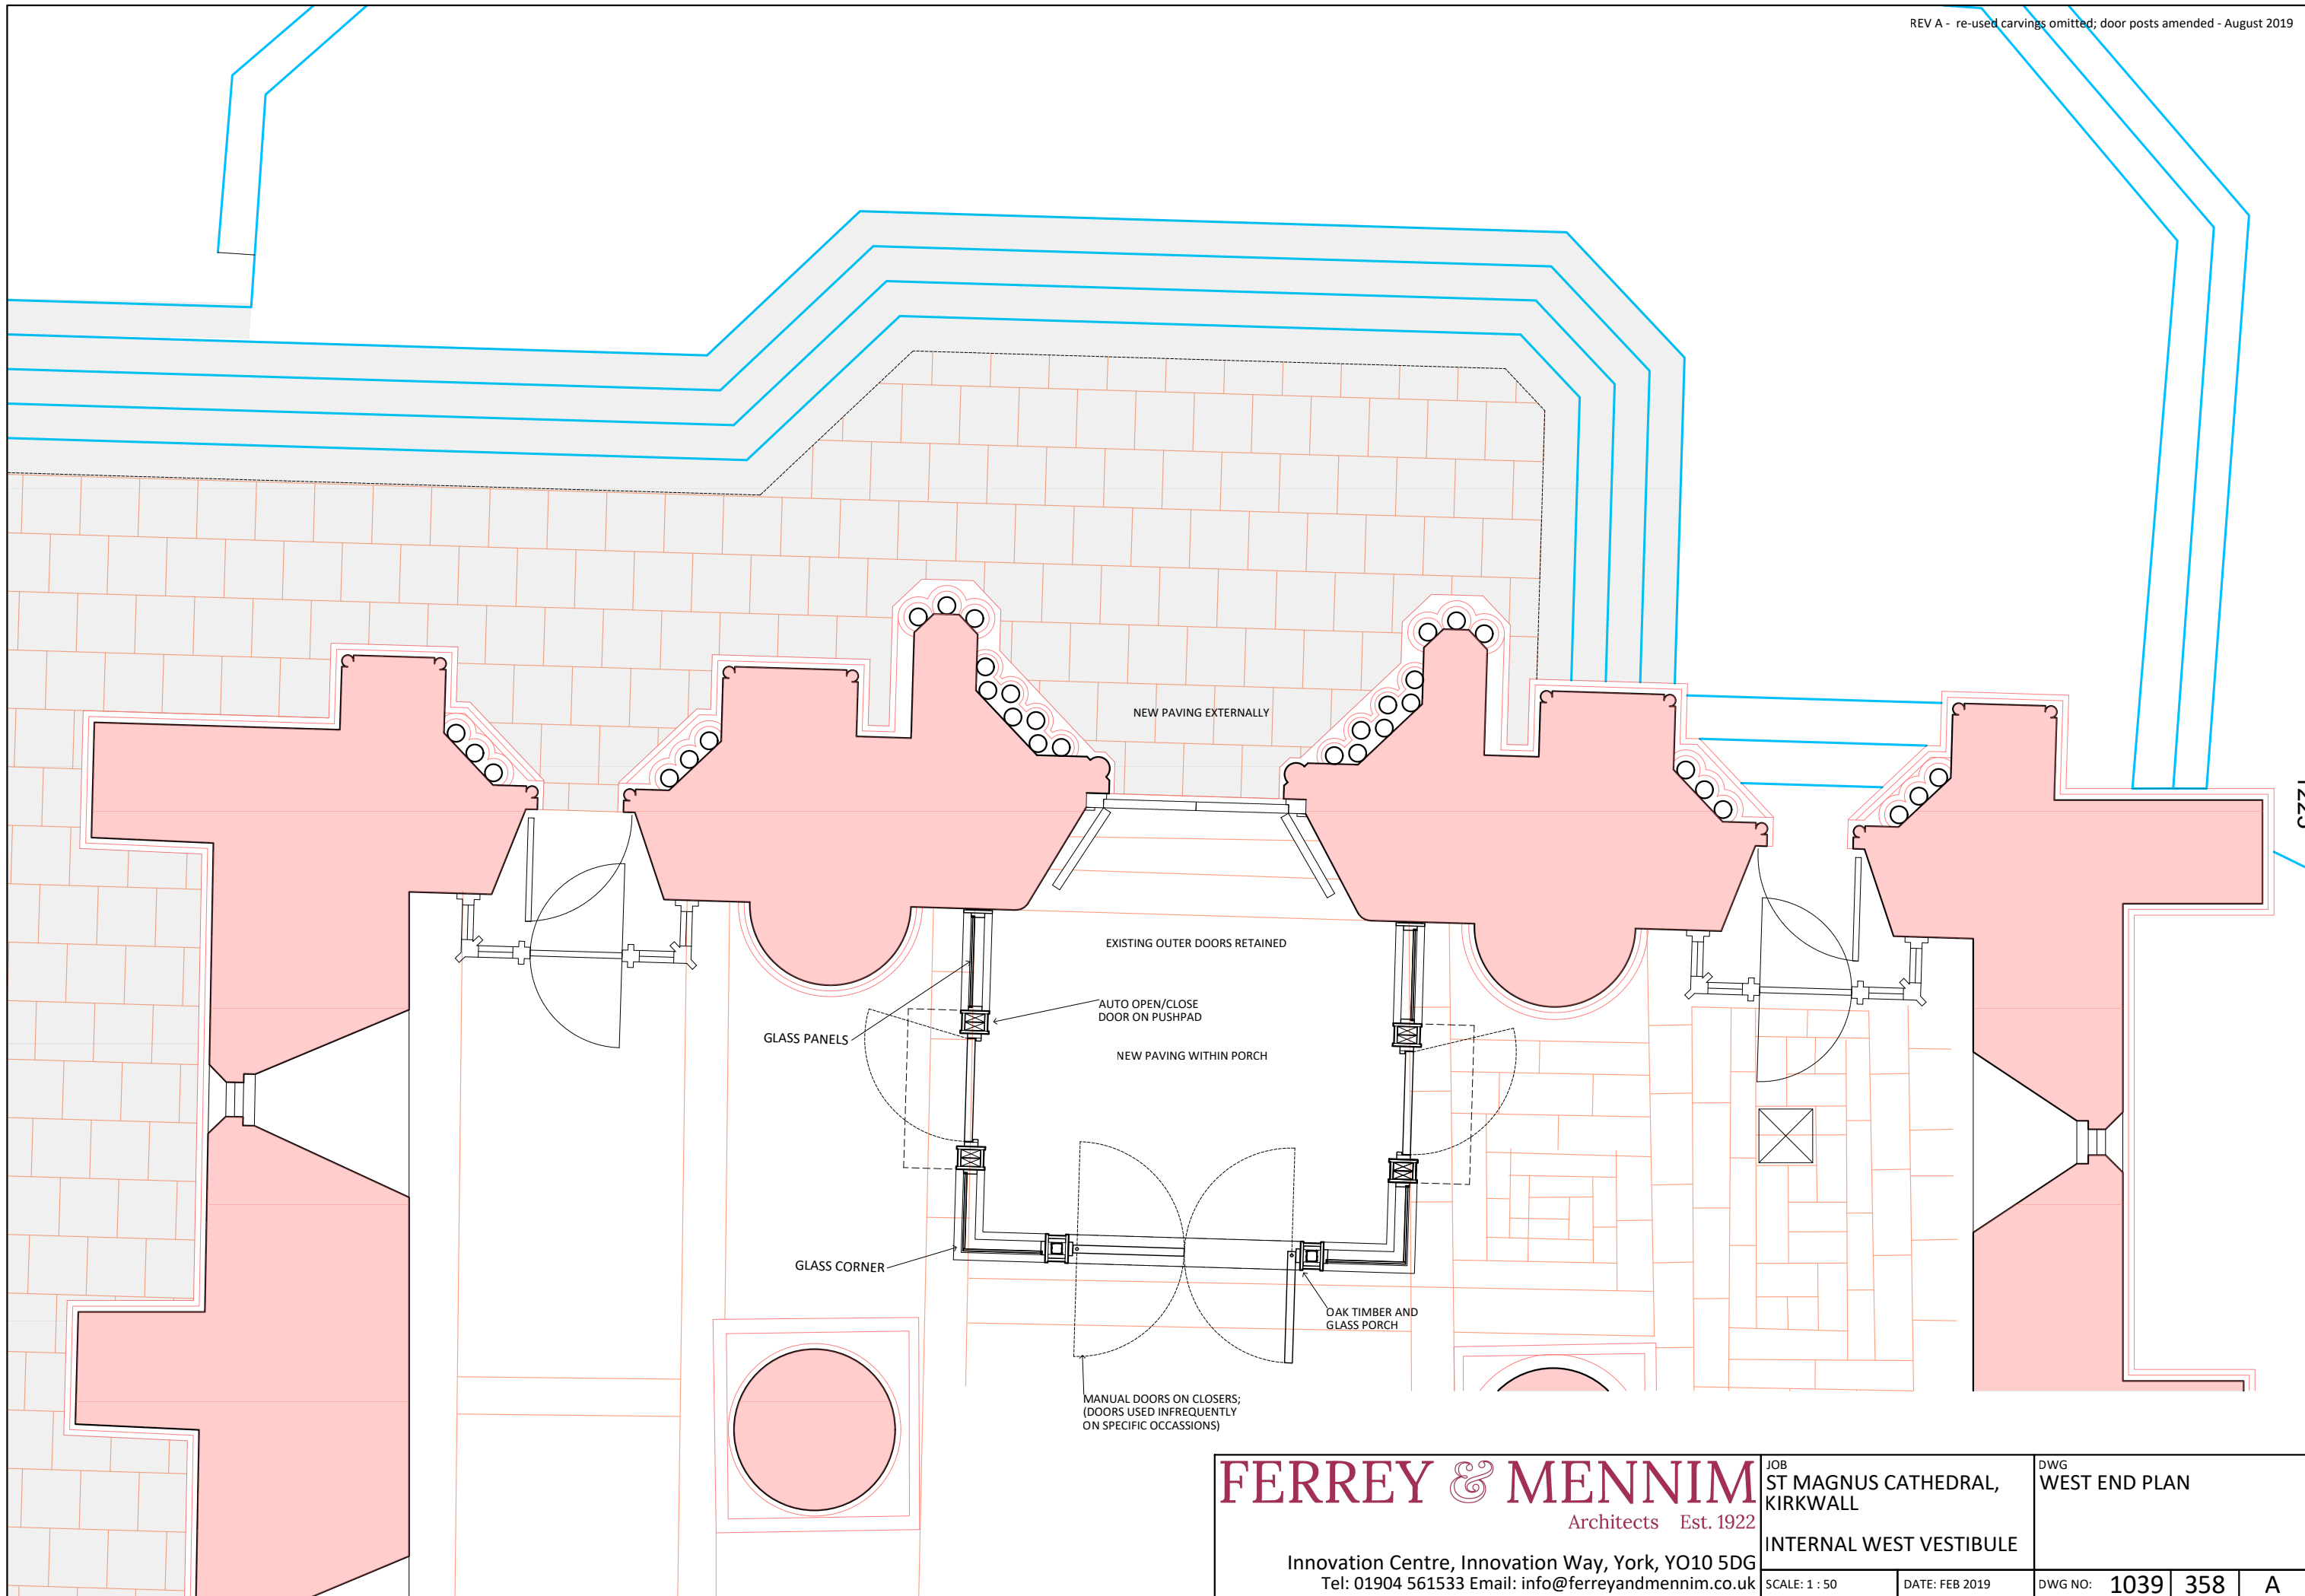 REV A - re-used carvings omitted; door posts amended - August 2019
NEW PAVING EXTERNALLY
EXISTING OUTER DOORS RETAINED
AUTO OPEN/CLOSE
DOOR ON PUSHPAD
GLASS PANELS
NEW PAVING WITHIN PORCH
GLASS CORNER
OAK TIMBER AND
GLASS PORCH
MANUAL DOORS ON CLOSERS;
(DOORS USED INFREQUENTLY
ON SPECIFIC OCCASSIONS)
FERREY & MENNIM
Architects Est. 1922
Innovation Centre, Innovation Way, York, YO10 5DG
Tel: 01904 561533 Email: info@ferreyandmennim.co.uk
JOB
ST MAGNUS CATHEDRAL,
KIRKWALL
INTERNAL WEST VESTIBULE
SCALE: 1 : 50
DATE: FEB 2019
DWG
WEST END PLAN
DWG NO: 1039 358 A